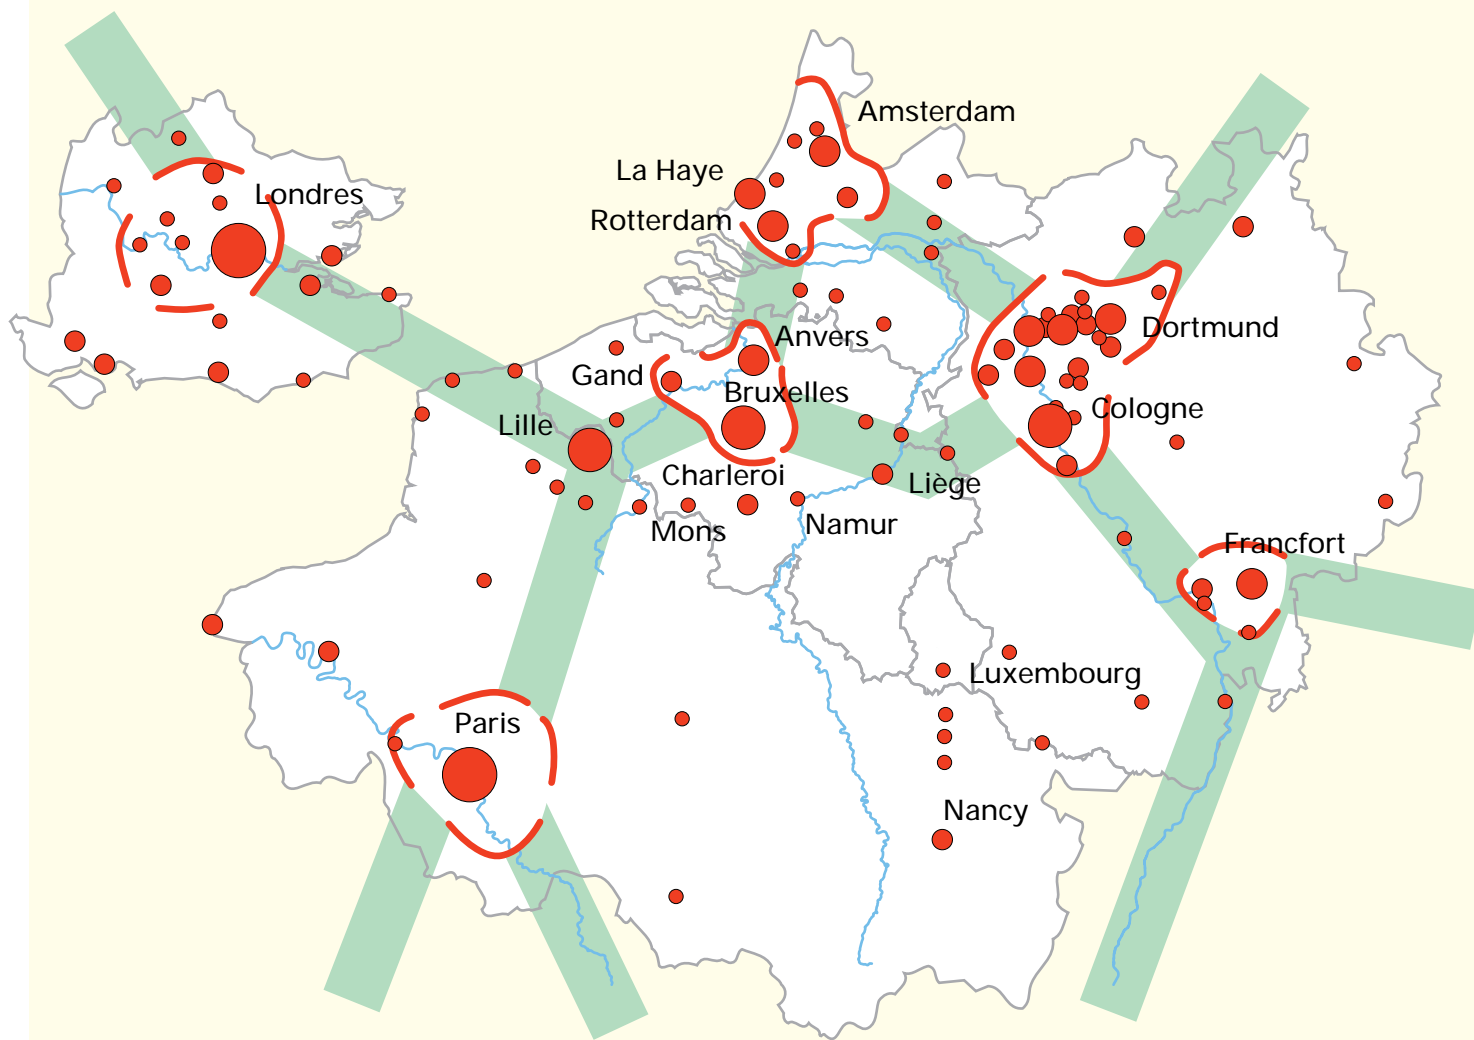 Amsterdam
La Haye
Londres
Rotterdam
Anvers
Dortmund
Gand
Bruxelles
Cologne
Lille
Charleroi
Liège
Mons
Namur
Francfort
Luxembourg
Paris
Nancy